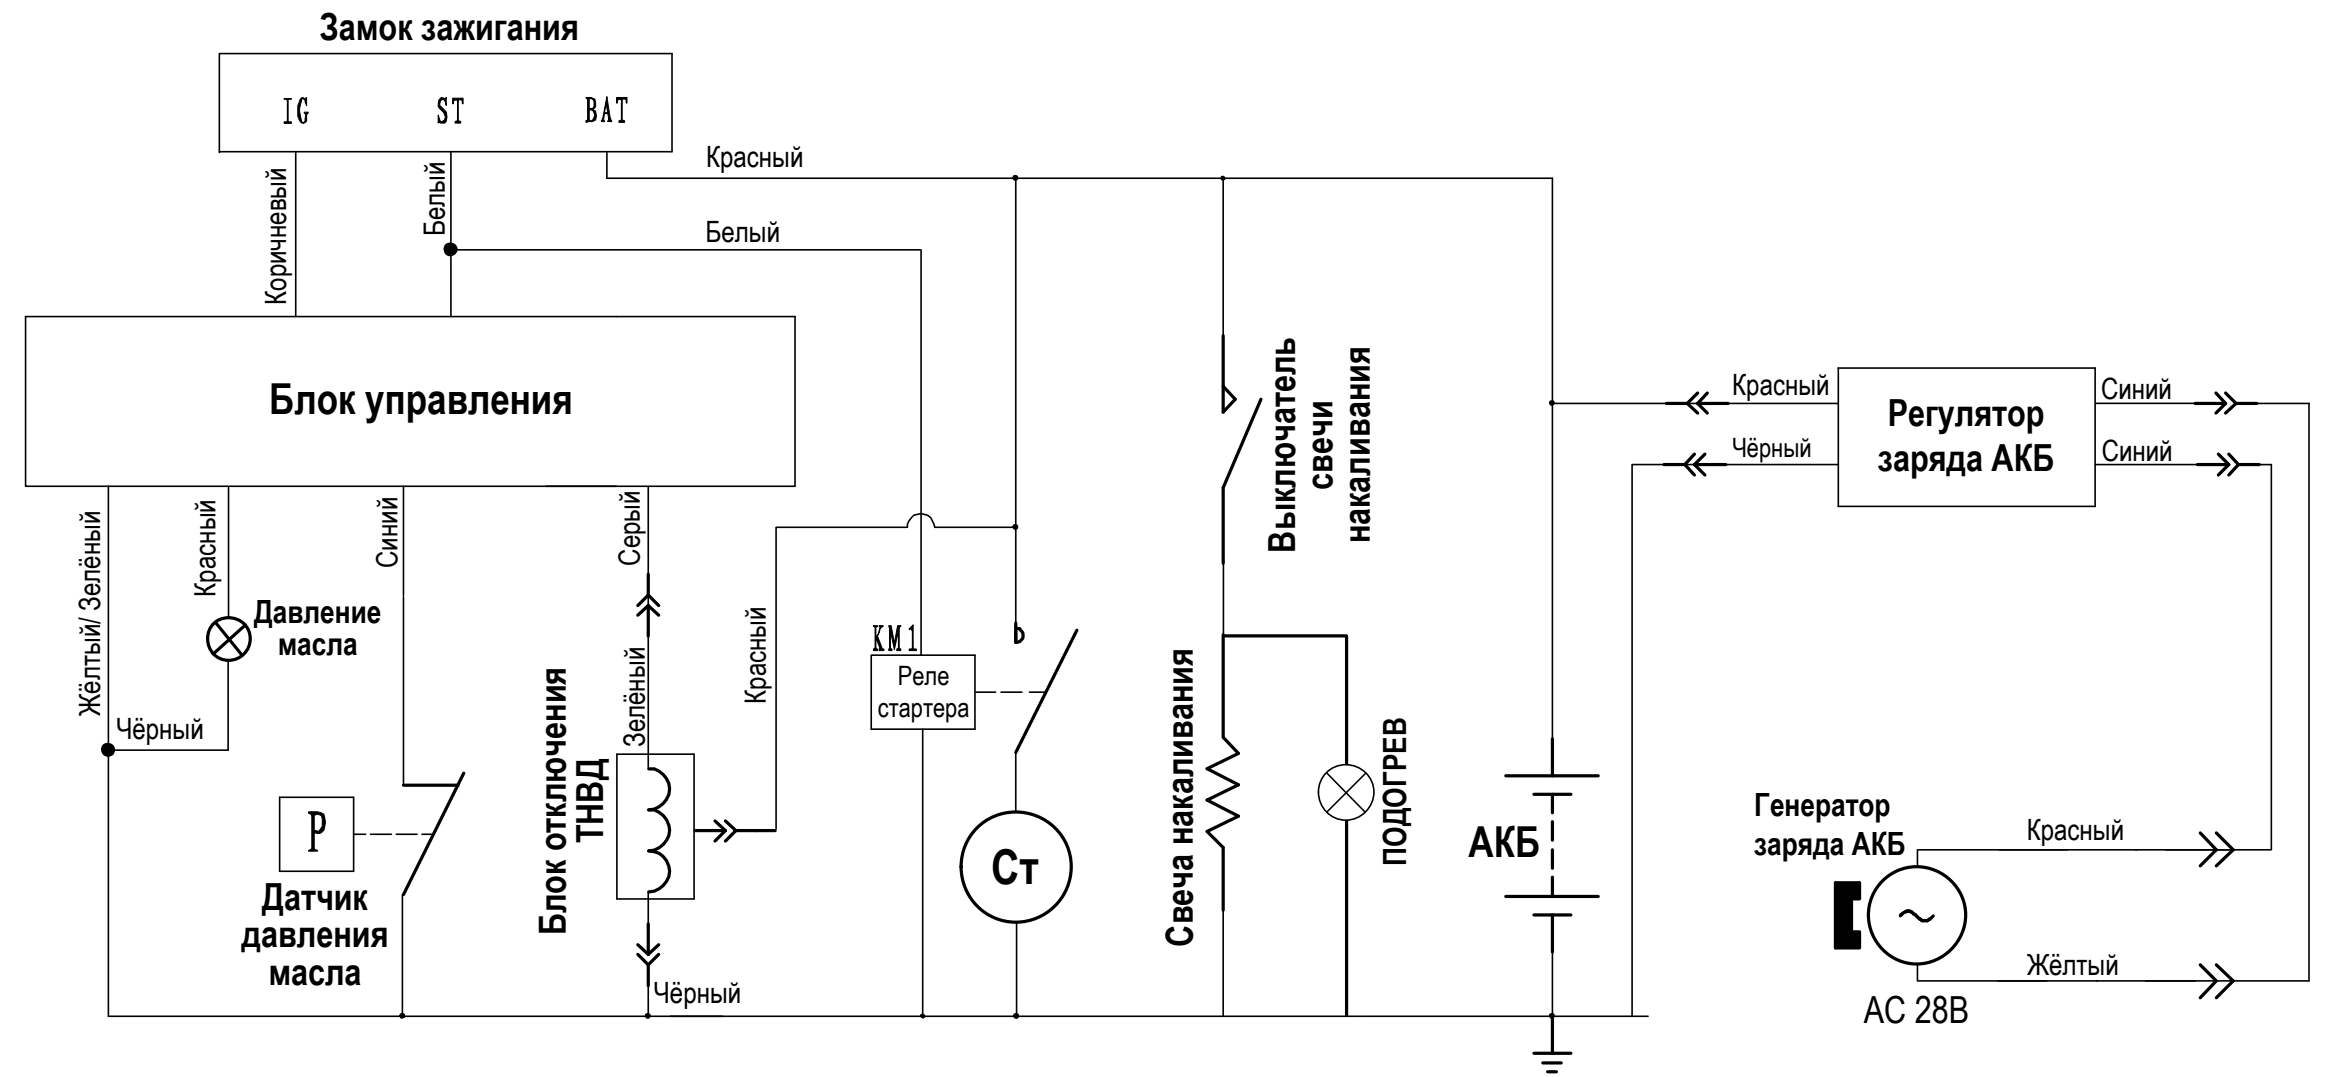 Замок зажигания
IG
ST
BAT
Красный
Коричневый
Белый
Белый
Блок управления
Жёлтый/ Зелёный
Красный
Синий
Серый
Давление
масла
Чёрный
P
Датчик
давления
масла
Зелёный
Блок отключения
ТНВД
Чёрный
Красный
KM1
Реле
стартера
Ст
Выключатель
свечи
накаливания
Свеча накаливания
ПОДОГРЕВ
АКБ
Красный
Чёрный
Регулятор
заряда АКБ
Синий
Синий
Генератор
заряда АКБ
Красный
Жёлтый
АС 28В